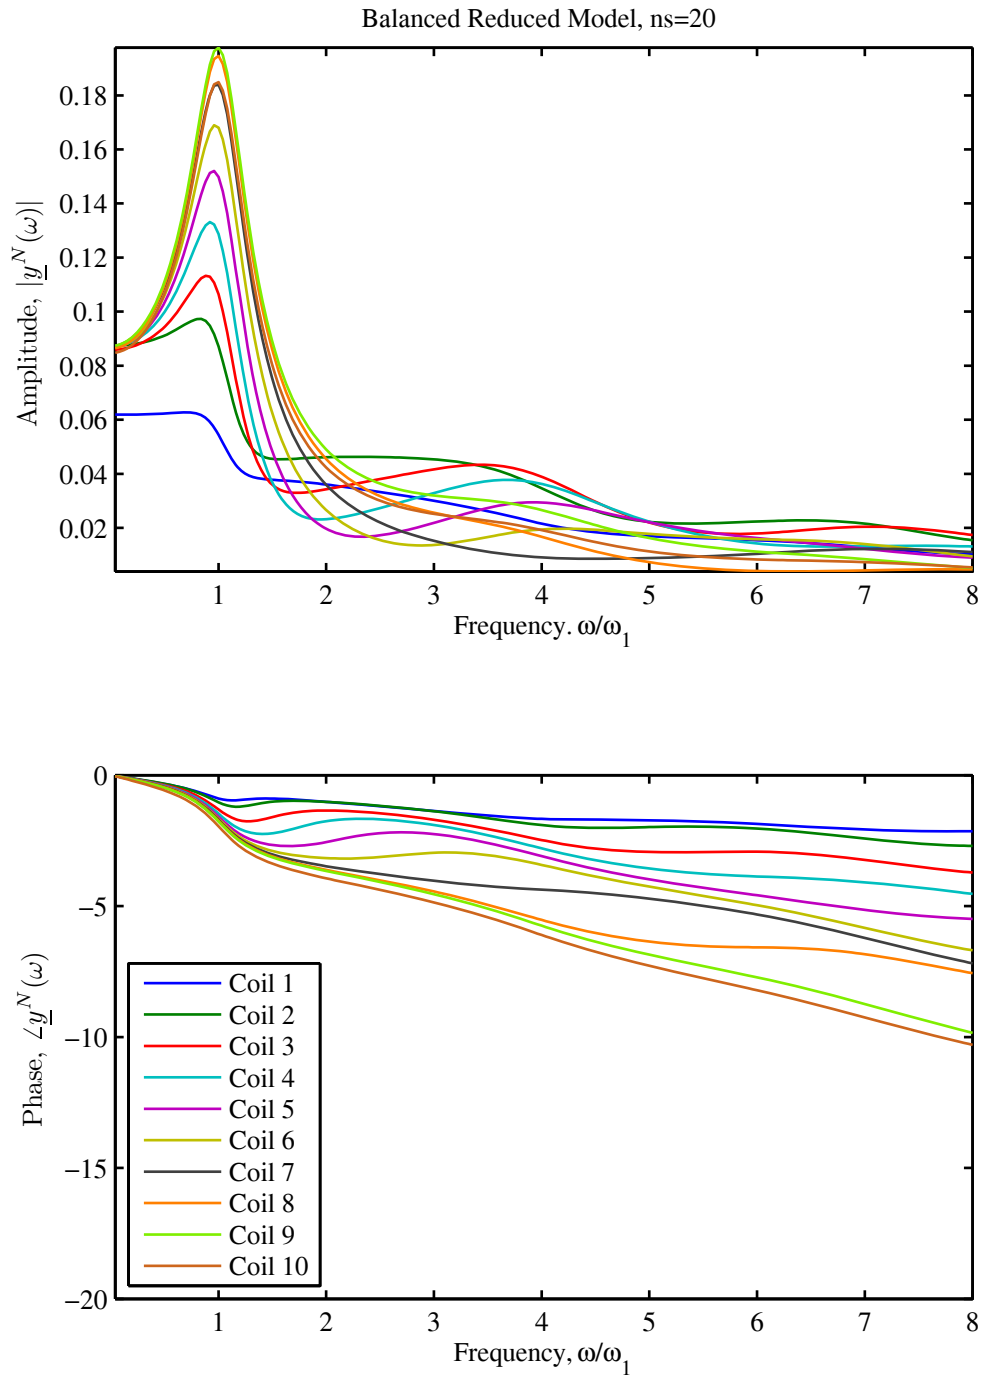 Balanced Reduced Model, ns=20
Amplitude, |y^N(ω)|
0.18
0.16
0.14
0.12
0.1
0.08
0.06
0.04
0.02
1 2 3 4 5 6 7 8
Frequency. ω/ω_1
Phase, ∠y^N(ω)
0
−5
−10
−15
−20
Coil 1
Coil 2
Coil 3
Coil 4
Coil 5
Coil 6
Coil 7
Coil 8
Coil 9
Coil 10
1 2 3 4 5 6 7 8
Frequency, ω/ω_1